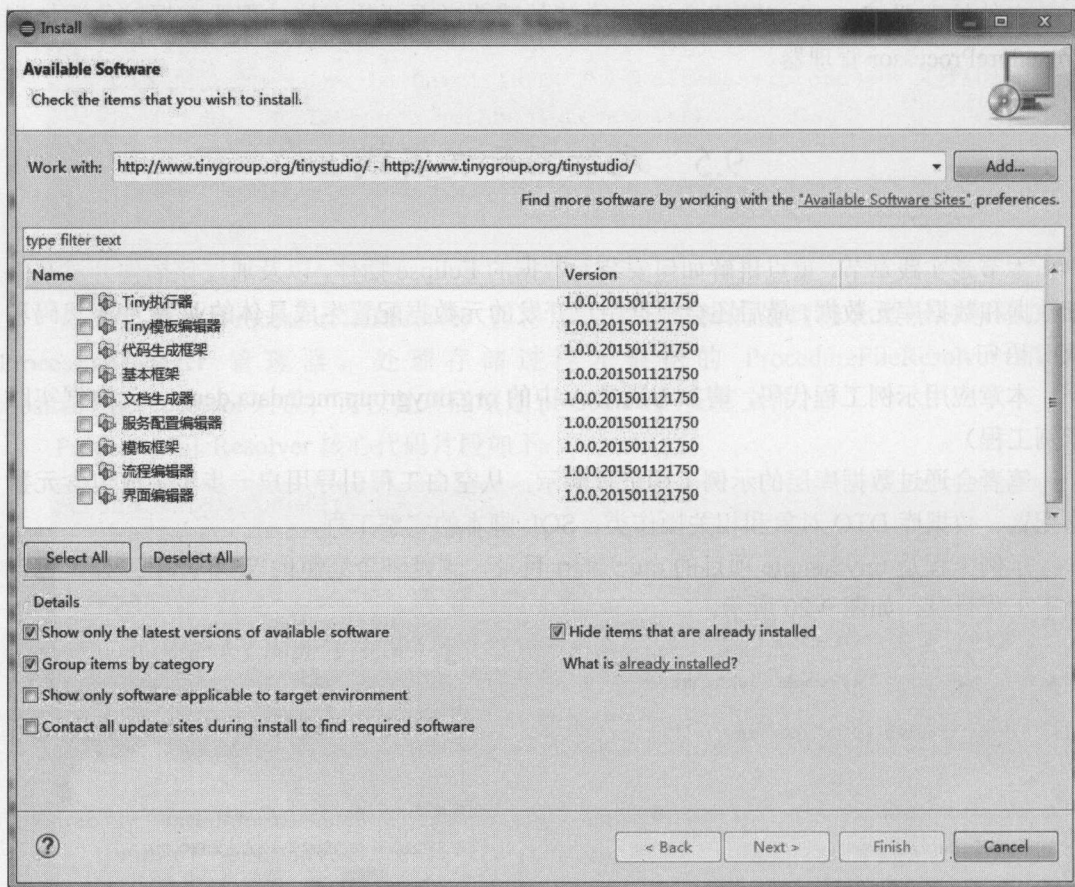 Install
Available Software
Check the items that you wish to install.
Work with: http://www.tinygroup.org/tinystudio/ - http://www.tinygroup.org/tinystudio/ Add...
Find more software by working with the "Available Software Sites" preferences.
type filter text
Name Version
Tiny执行器 1.0.0.201501121750
Tiny模板编辑器 1.0.0.201501121750
代码生成框架 1.0.0.201501121750
基本框架 1.0.0.201501121750
文档生成器 1.0.0.201501121750
服务配置编辑器 1.0.0.201501121750
模板框架 1.0.0.201501121750
流程编辑器 1.0.0.201501121750
界面编辑器 1.0.0.201501121750
Select All Deselect All
Details
Show only the latest versions of available software Hide items that are already installed
Group items by category What is already installed?
Show only software applicable to target environment
Contact all update sites during install to find required software
< Back Next > Finish Cancel